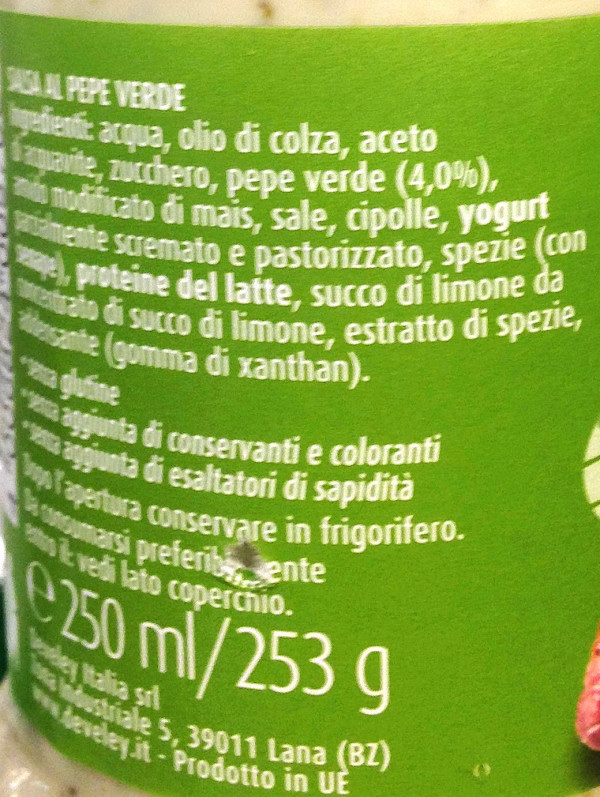 SALSA AL PEPE VERDE
Ingredienti: acqua, olio di colza, aceto
d'acquavite, zucchero, pepe verde (4,0%),
amido modificato di mais, sale, cipolle, yogurt
parzialmente scremato e pastorizzato, spezie (con
senape), proteine del latte, succo di limone da
concentrato di succo di limone, estratto di spezie,
addensante (gomma di xanthan).
• senza glutine
• senza aggiunta di conservanti e coloranti
• senza aggiunta di esaltatori di sapidità
Dopo l'apertura conservare in frigorifero.
Da consumarsi preferibilmente
entro il: vedi lato coperchio.
e 250 ml/253 g
Develey Italia srl
Zona Industriale 5, 39011 Lana (BZ)
www.develey.it - Prodotto in UE